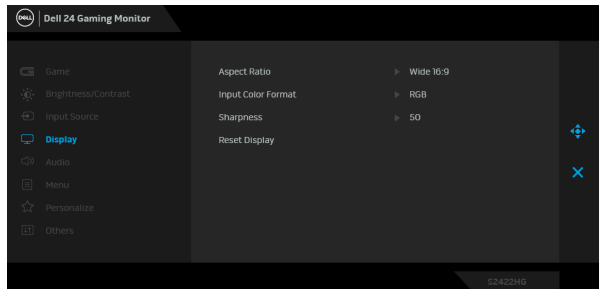 DELL Dell 24 Gaming Monitor
Game
Aspect Ratio Wide 16:9
Brightness/Contrast
Input Color Format RGB
Input Source
Sharpness 50
Display
Reset Display
Audio
Menu
Personalize
Others
S2422HG